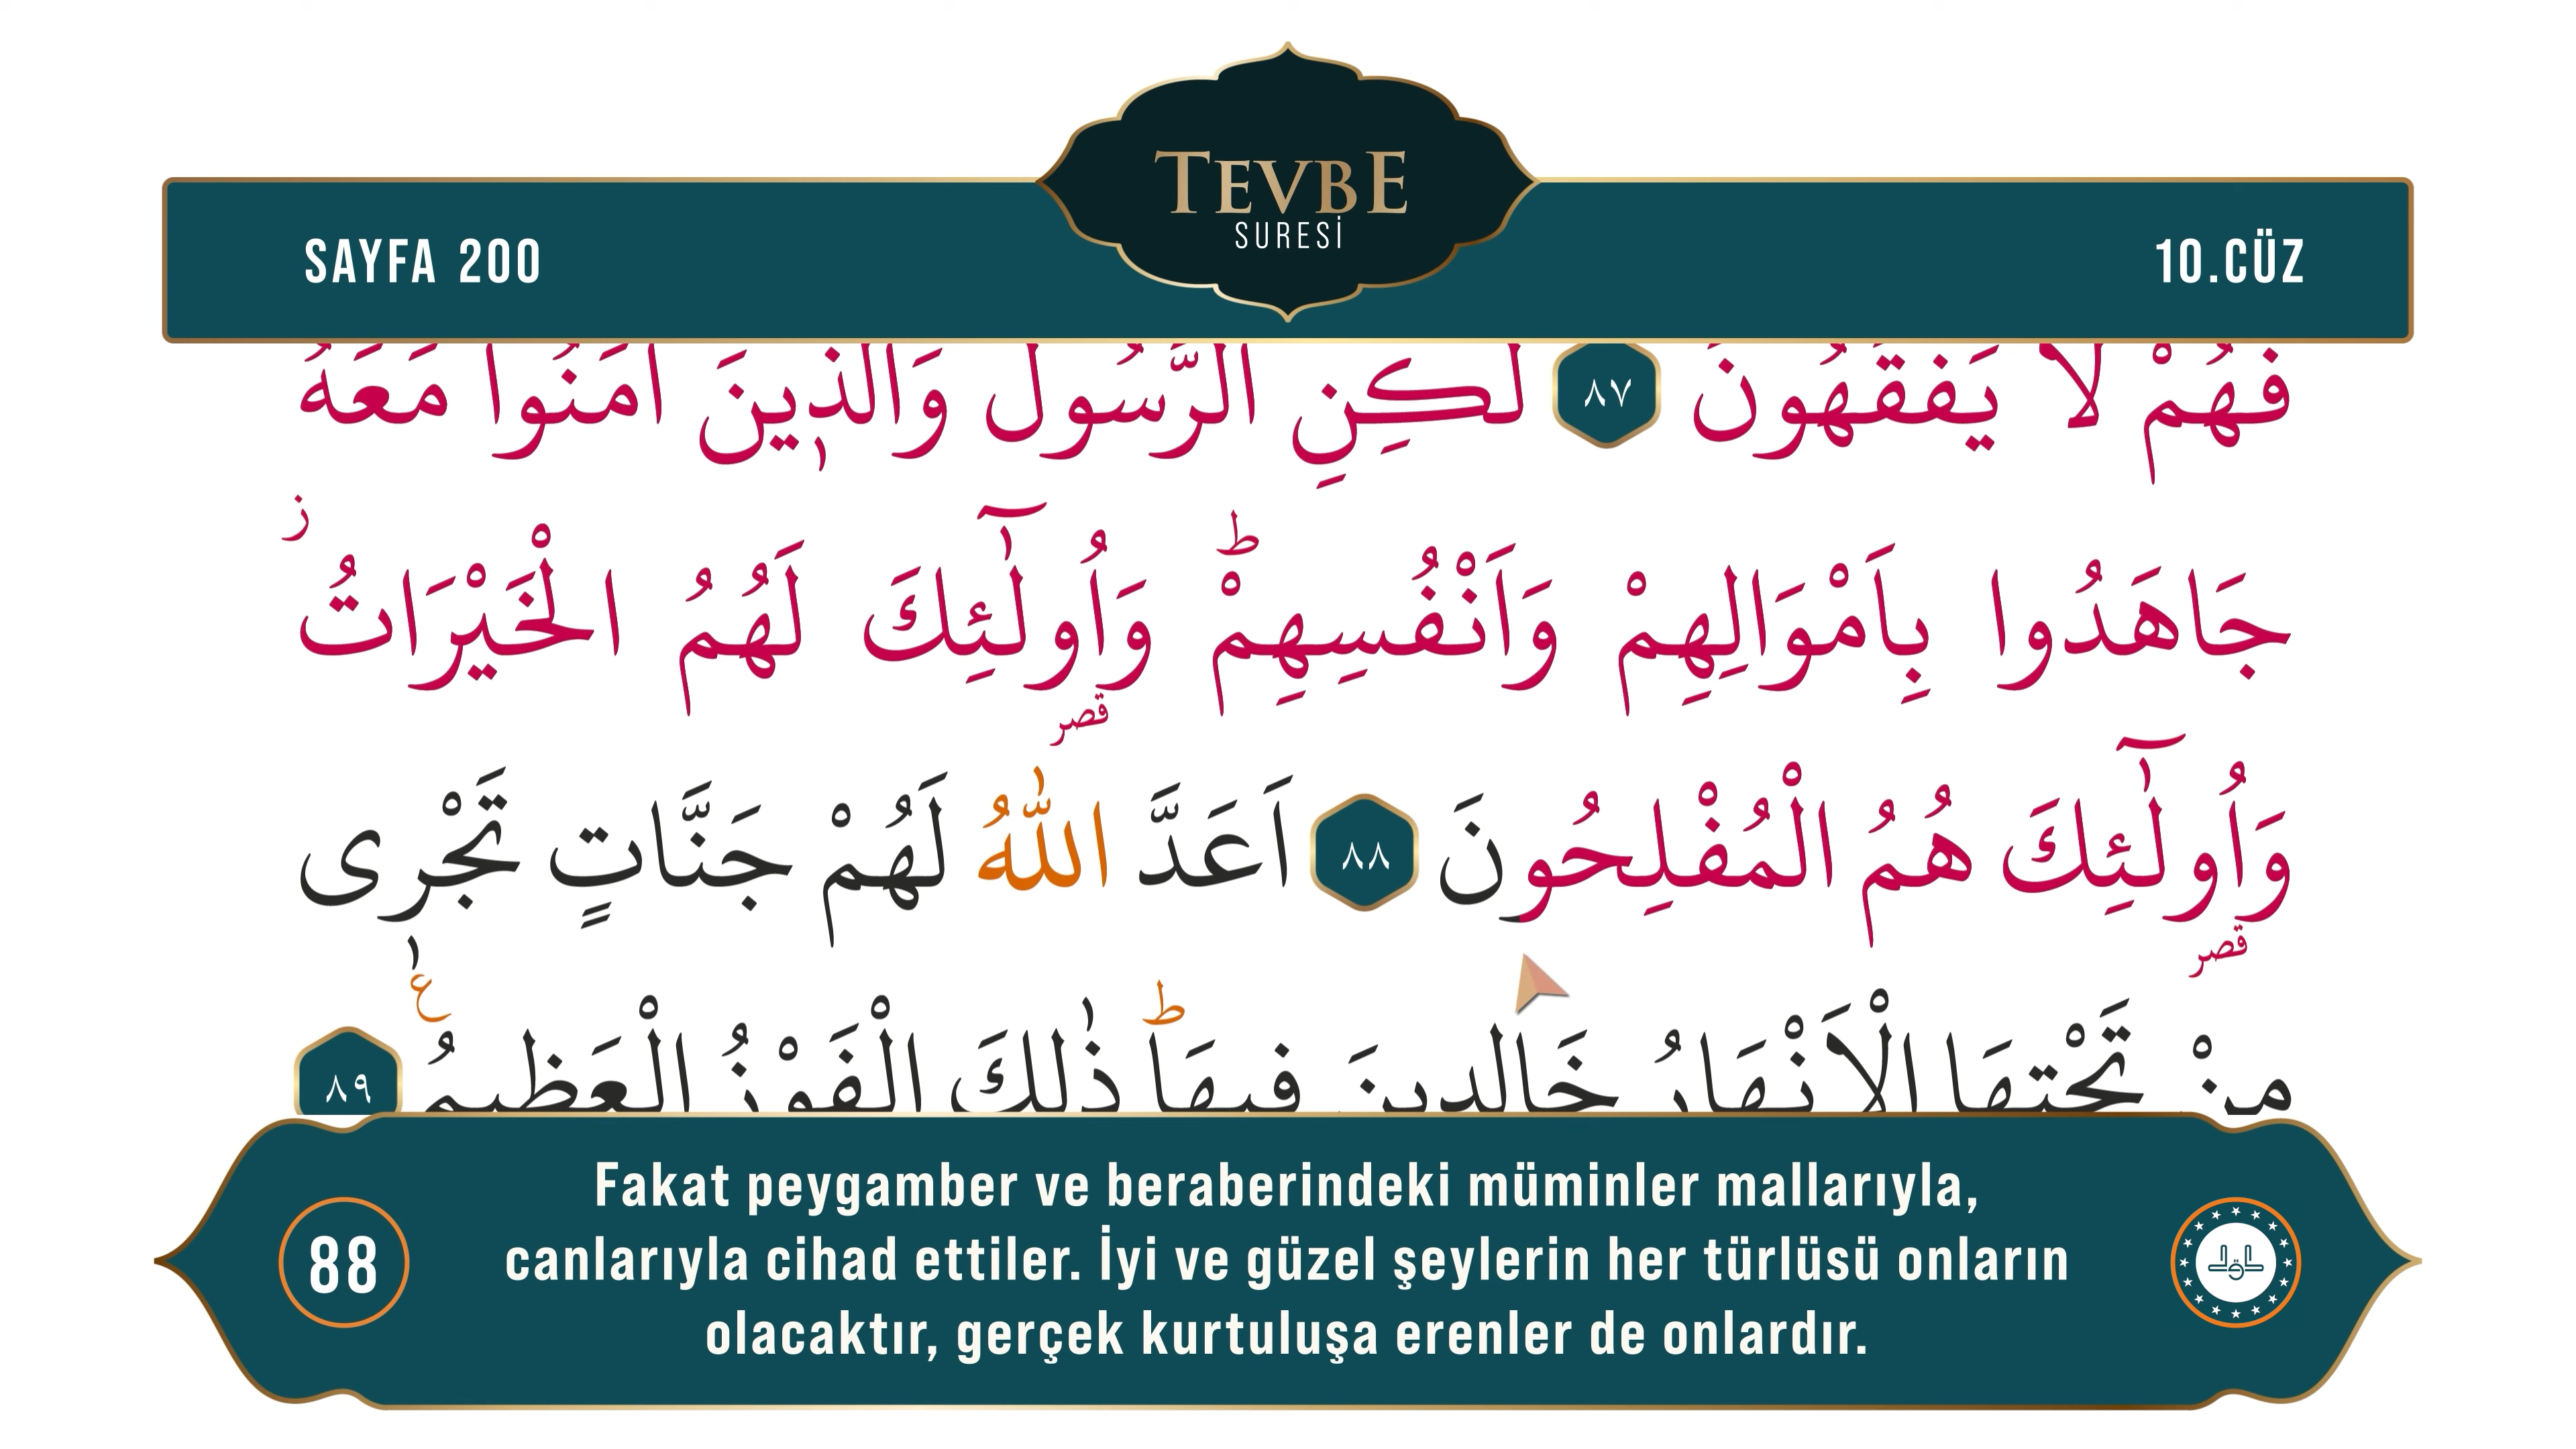 TEVBE
SURESİ
SAYFA 200
10.CÜZ
فَهُمْ لَا يَفْقَهُونَ ٨٧ لٰكِنِ الرَّسُولُ وَالَّذ۪ينَ اٰمَنُوا مَعَهُ
جَاهَدُوا بِاَمْوَالِهِمْ وَاَنْفُسِهِمْۜ وَاُو۬لٰٓئِكَ لَهُمُ الْخَيْرَاتُۘ
وَاُو۬لٰٓئِكَ هُمُ الْمُفْلِحُونَ ٨٨ اَعَدَّ اللّٰهُ لَهُمْ جَنَّاتٍ تَجْر۪ى
مِنْ تَحْتِهَا الْاَنْهَارُ خَالِد۪ينَ ف۪يهَاۜ ذٰلِكَ الْفَوْزُ الْعَظ۪يمُ ع ٨٩
88
Fakat peygamber ve beraberindeki müminler mallarıyla,
canlarıyla cihad ettiler. İyi ve güzel şeylerin her türlüsü onların
olacaktır, gerçek kurtuluşa erenler de onlardır.